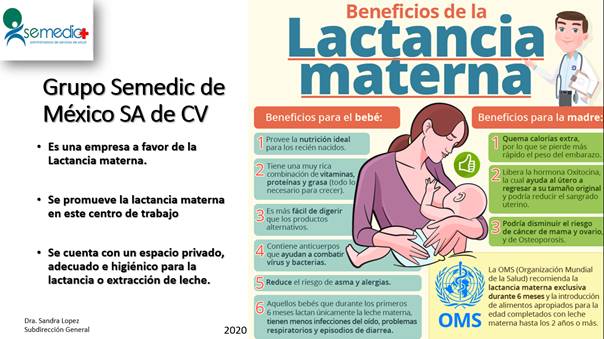 semedic
administradora de servicios de salud
Grupo Semedic de
México SA de CV
• Es una empresa a favor de la
Lactancia materna.
• Se promueve la lactancia materna
en este centro de trabajo
• Se cuenta con un espacio privado,
adecuado e higiénico para la
lactancia o extracción de leche.
Dra. Sandra Lopez
Subdirección General
2020
Beneficios de la
Lactancia
materna
Beneficios para el bebé:
1 Provee la nutrición ideal
para los recién nacidos.
2 Tiene una muy rica
combinación de vitaminas,
proteínas y grasa (todo lo
necesario para crecer).
3 Es más fácil de digerir
que los productos
alternativos.
4 Contiene anticuerpos
que ayudan a combatir
virus y bacterias.
5 Reduce el riesgo de asma y alergias.
6 Aquellos bebés que durante los primeros
6 meses lactan únicamente la leche materna,
tienen menos infecciones del oído, problemas
respiratorios y episodios de diarrea.
Beneficios para la madre:
1 Quema calorías extra,
por lo que se pierde más
rápido el peso del embarazo.
2 Libera la hormona Oxitocina,
la cual ayuda al útero a
regresar a su tamaño original
y podría reducir el sangrado
uterino.
3 Podría disminuir el riesgo
de cáncer de mama y ovario,
y de Osteoporosis.
OMS
La OMS (Organización Mundial
de la Salud) recomienda la
lactancia materna exclusiva
durante 6 meses y la introducción
de alimentos apropiados para la
edad completados con leche
materna hasta los 2 años o más.